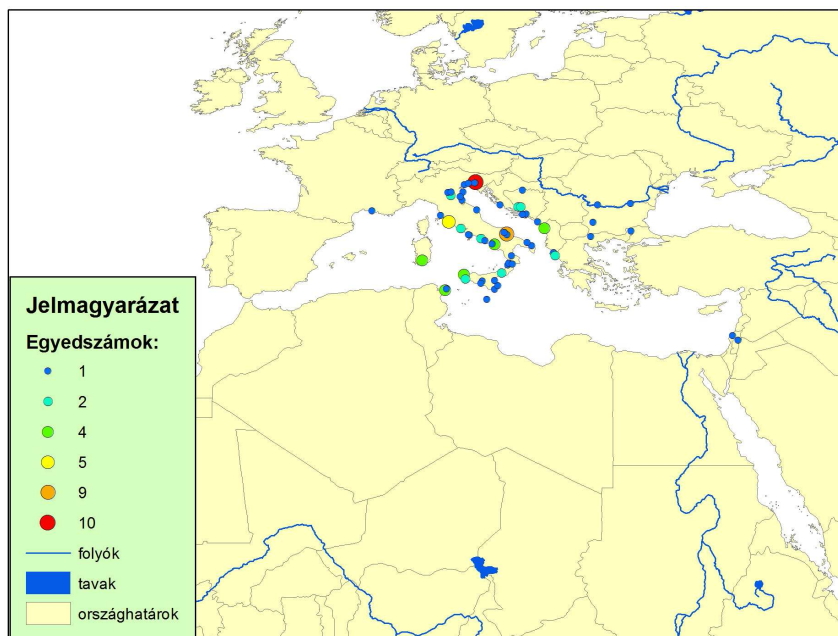 Jelmagyarázat
Egyedszámok:
1
2
4
5
9
10
folyók
tavak
országhatárok